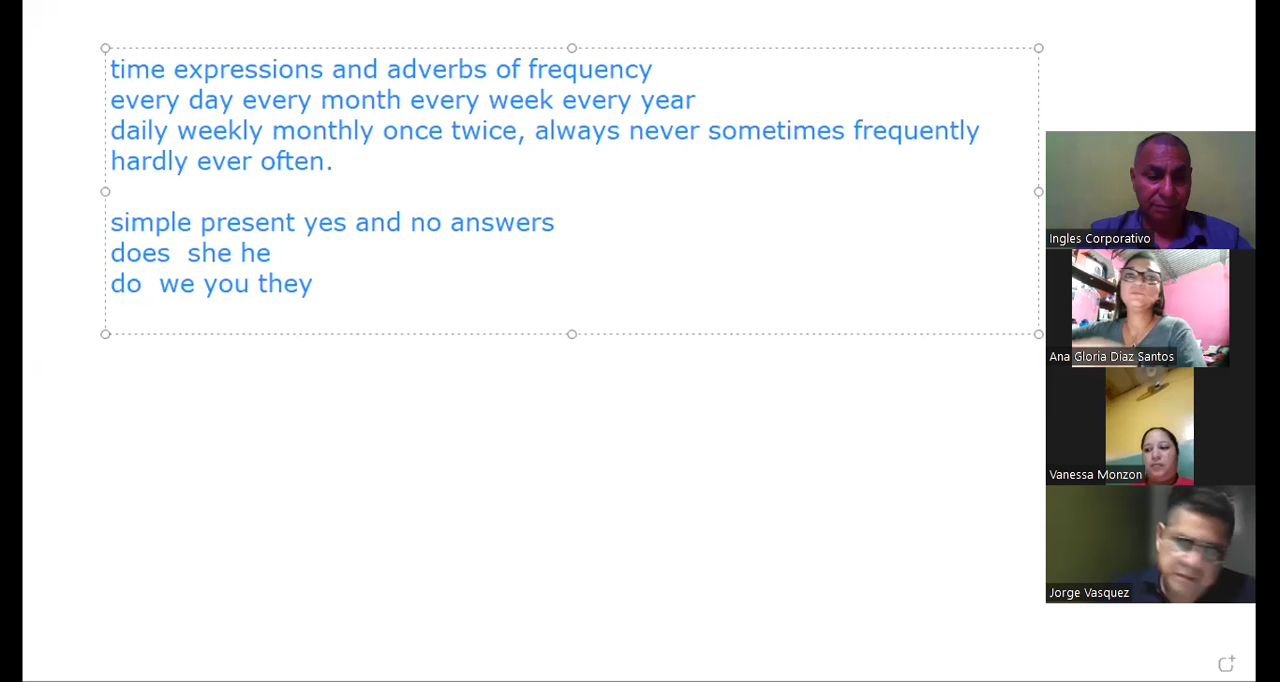 time expressions and adverbs of frequency
every day every month every week every year
daily weekly monthly once twice, always never sometimes frequently
hardly ever often.
simple present yes and no answers
does  she he
do  we you they
Ingles Corporativo
Ana Gloria Diaz Santos
Vanessa Monzon
Jorge Vasquez